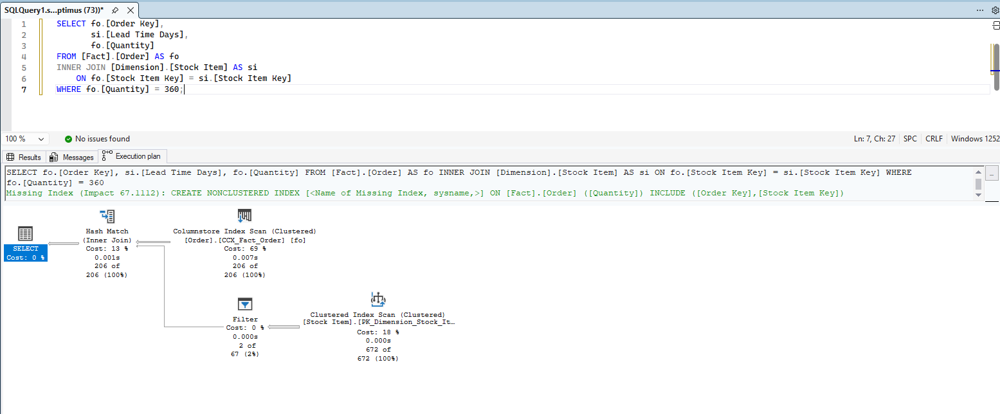 SQLQuery1.s...ptimus (73))*
1 SELECT fo.[Order Key],
2 si.[Lead Time Days],
3 fo.[Quantity]
4 FROM [Fact].[Order] AS fo
5 INNER JOIN [Dimension].[Stock Item] AS si
6 ON fo.[Stock Item Key] = si.[Stock Item Key]
7 WHERE fo.[Quantity] = 360;
100 % No issues found Ln: 7, Ch: 27 SPC CRLF Windows 1252
Results Messages Execution plan
SELECT fo.[Order Key], si.[Lead Time Days], fo.[Quantity] FROM [Fact].[Order] AS fo INNER JOIN [Dimension].[Stock Item] AS si ON fo.[Stock Item Key] = si.[Stock Item Key] WHERE
fo.[Quantity] = 360
Missing Index (Impact 67.1112): CREATE NONCLUSTERED INDEX [<Name of Missing Index, sysname,>] ON [Fact].[Order] ([Quantity]) INCLUDE ([Order Key],[Stock Item Key])
SELECT
Cost: 0 %
Hash Match
(Inner Join)
Cost: 13 %
0.001s
206 of
206 (100%)
Columnstore Index Scan (Clustered)
[Order].[CCX_Fact_Order] [fo]
Cost: 69 %
0.007s
206 of
206 (100%)
Filter
Cost: 0 %
0.000s
2 of
67 (2%)
Clustered Index Scan (Clustered)
[Stock Item].[PK_Dimension_Stock_It…
Cost: 18 %
0.000s
672 of
672 (100%)